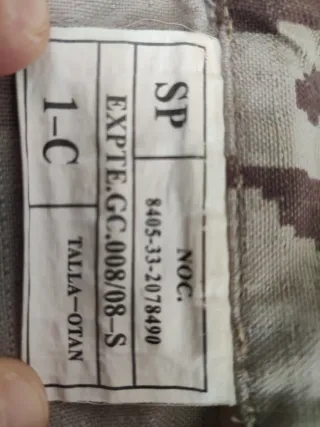 SP
NOC.
8405-33-2078490
EXPTE.GC.008/08-S
1-C
TALLA-OTAN